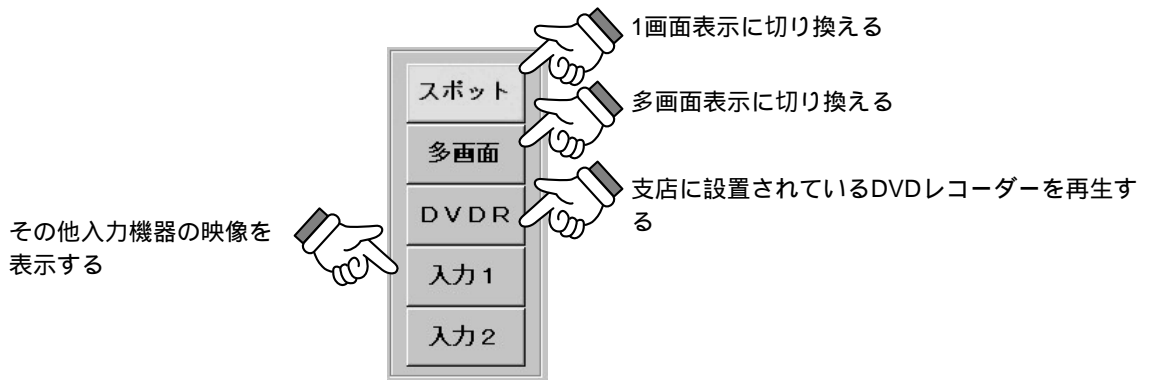 1画面表示に切り換える
スポット
多画面表示に切り換える
多画面
支店に設置されているDVDレコーダーを再生す
る
ＤＶＤＲ
その他入力機器の映像を
表示する
入力１
入力２